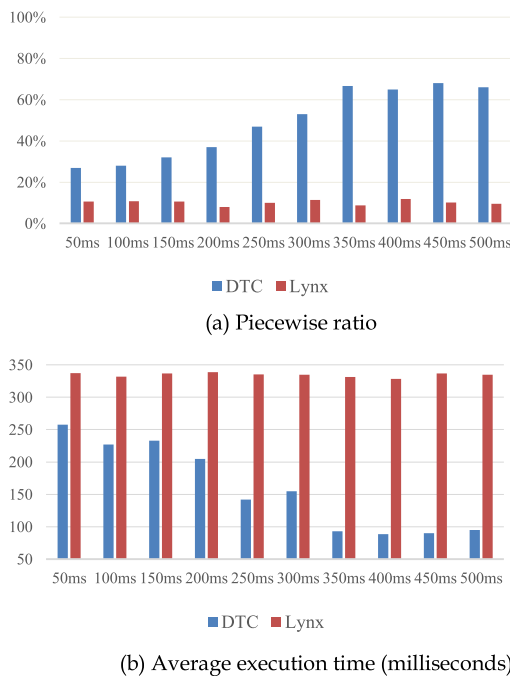 100%
80%
60%
40%
20%
0%
50ms 100ms 150ms 200ms 250ms 300ms 350ms 400ms 450ms 500ms
DTC Lynx
(a) Piecewise ratio
350
300
250
200
150
100
50
50ms 100ms 150ms 200ms 250ms 300ms 350ms 400ms 450ms 500ms
DTC Lynx
(b) Average execution time (milliseconds)